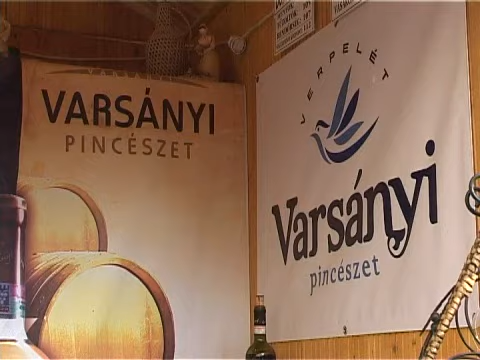 VARSÁNYI
PINCÉSZET
VERPELÉT
Varsányi
pincészet